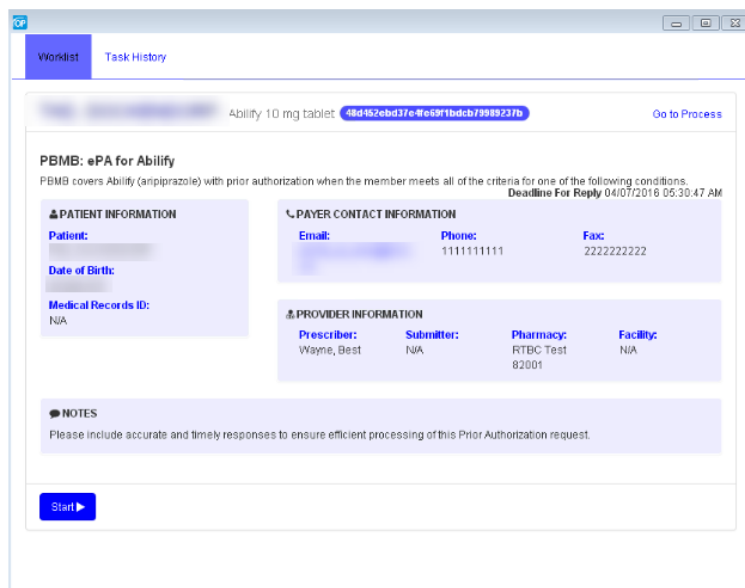 OP
Worklist Task History
Abilify 10 mg tablet 48d452ebd37e4fe69f1bdcb79989237b Go to Process
PBMB: ePA for Abilify
PBMB covers Abilify (aripiprazole) with prior authorization when the member meets all of the criteria for one of the following conditions.
Deadline For Reply 04/07/2016 05:30:47 AM
PATIENT INFORMATION
Patient:
Date of Birth:
Medical Records ID:
N/A
PAYER CONTACT INFORMATION
Email: Phone: Fax:
1111111111 2222222222
PROVIDER INFORMATION
Prescriber: Submitter: Pharmacy: Facility:
Wayne, Best N/A RTBC Test N/A
82001
NOTES
Please include accurate and timely responses to ensure efficient processing of this Prior Authorization request.
Start